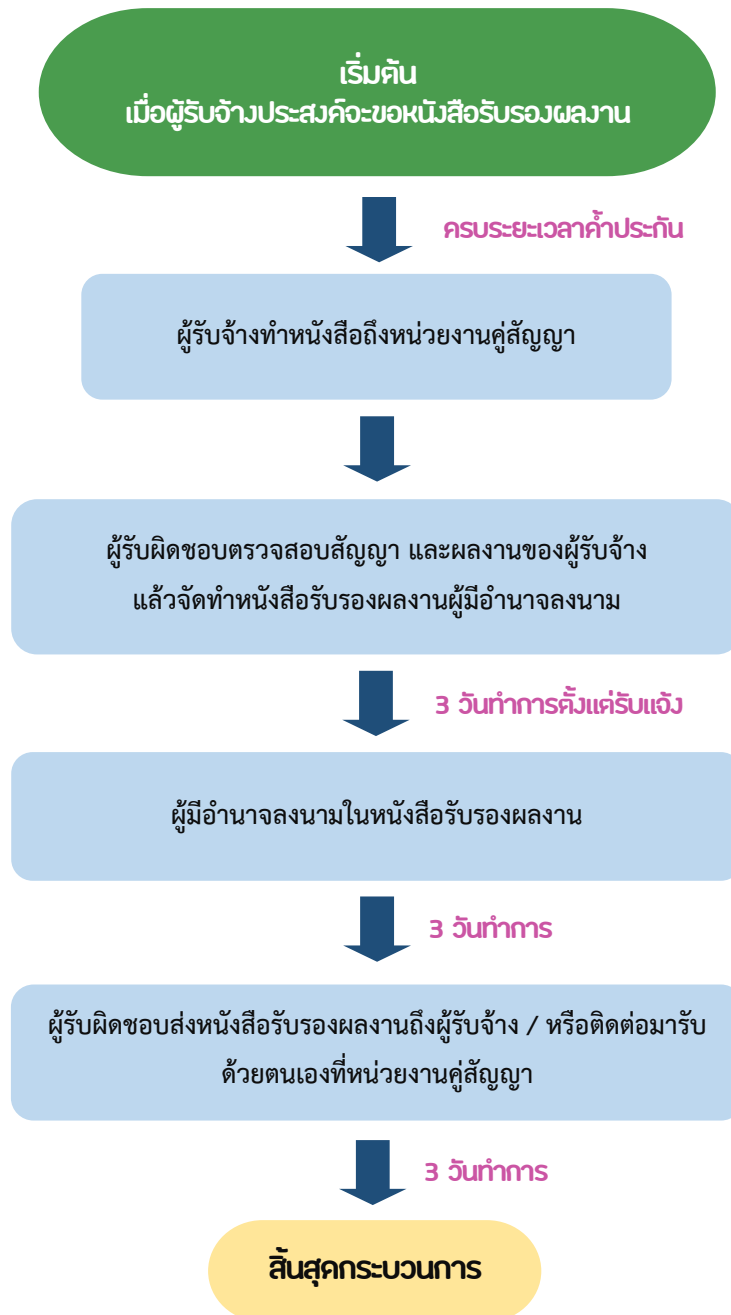 เริ่มต้น
เมื่อผู้รับจ้างประสงค์จะขอหนังสือรับรองผลงาน
ครบระยะเวลาค้ำประกัน
ผู้รับจ้างทำหนังสือถึงหน่วยงานคู่สัญญา
ผู้รับผิดชอบตรวจสอบสัญญา และผลงานของผู้รับจ้าง
แล้วจัดทำหนังสือรับรองผลงานผู้มีอำนาจลงนาม
3 วันทำการตั้งแต่รับแจ้ง
ผู้มีอำนาจลงนามในหนังสือรับรองผลงาน
3 วันทำการ
ผู้รับผิดชอบส่งหนังสือรับรองผลงานถึงผู้รับจ้าง / หรือติดต่อมารับ
ด้วยตนเองที่หน่วยงานคู่สัญญา
3 วันทำการ
สิ้นสุดกระบวนการ